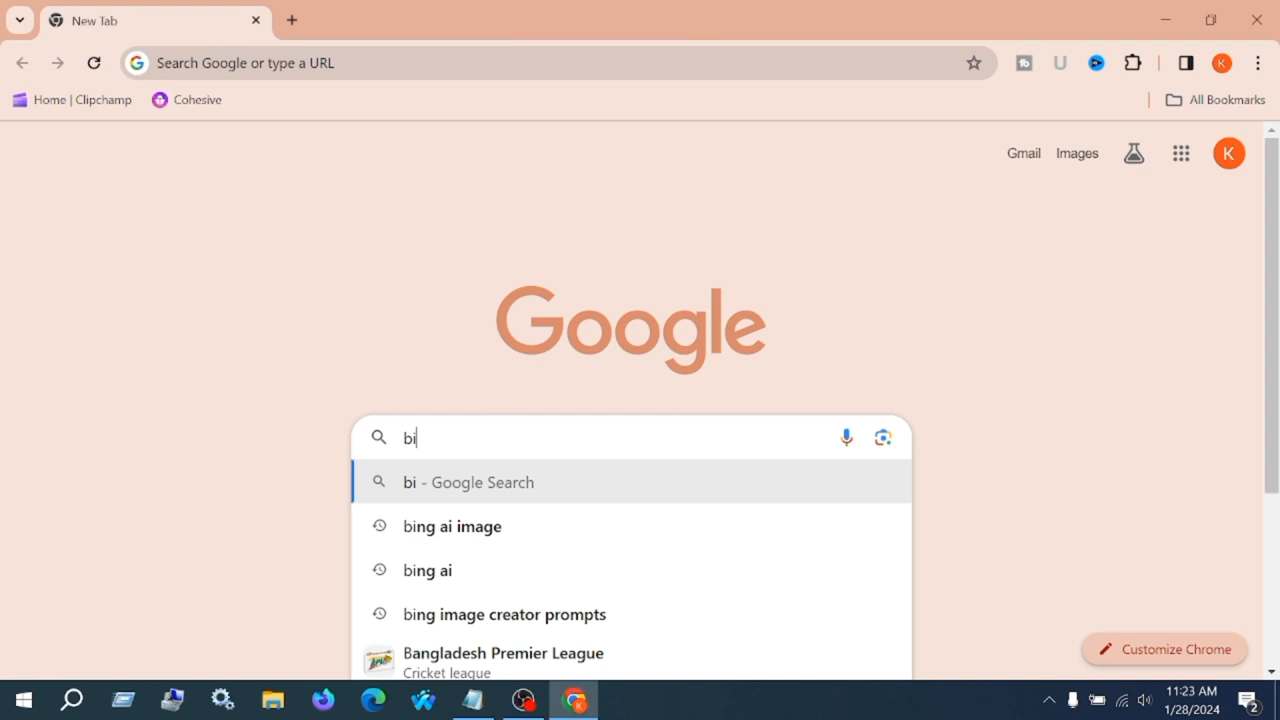 New Tab
Search Google or type a URL
K
Home | Clipchamp
Cohesive
All Bookmarks
Gmail
Images
K
Google
bi
bi - Google Search
bing ai image
bing ai
bing image creator prompts
Bangladesh Premier League
Cricket league
Customize Chrome
11:23 AM
1/28/2024
2